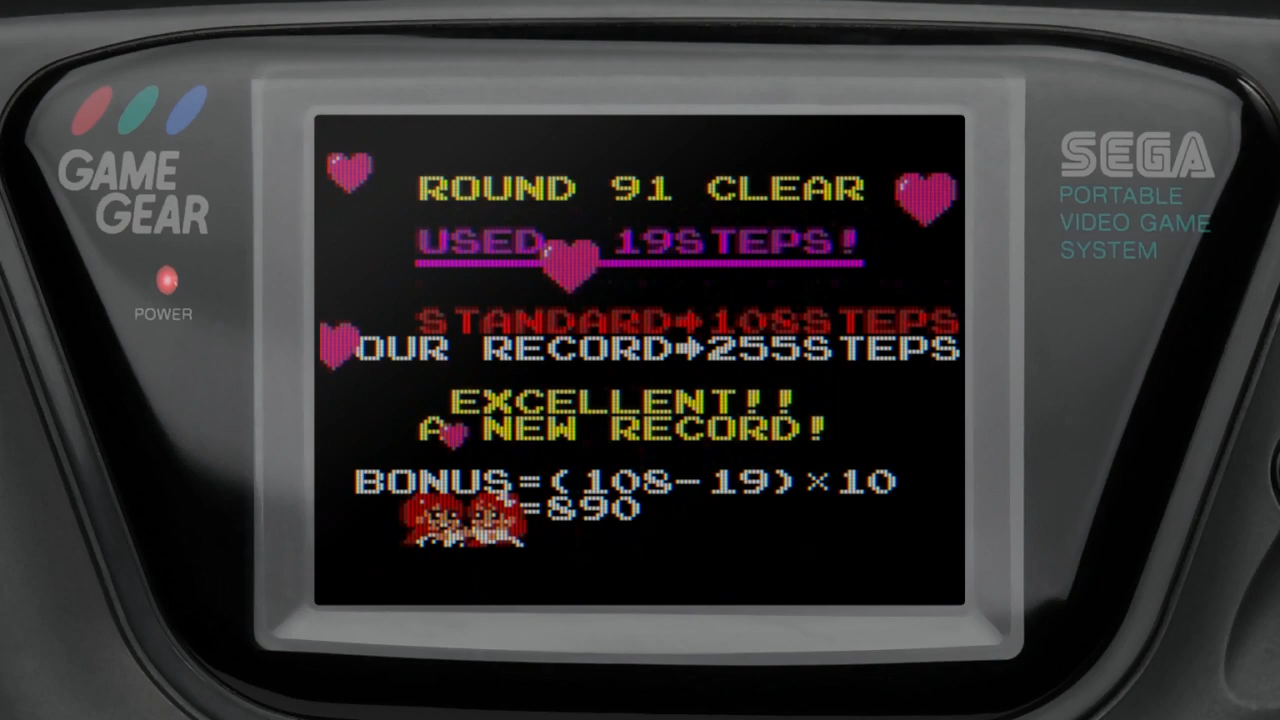 GAME GEAR
POWER
SEGA
PORTABLE
VIDEO GAME
SYSTEM
ROUND 91 CLEAR
USED 19STEPS!
STANDARD➔108STEPS
OUR RECORD➔255STEPS
EXCELLENT!!
A NEW RECORD!
BONUS=(108-19)×10
=890